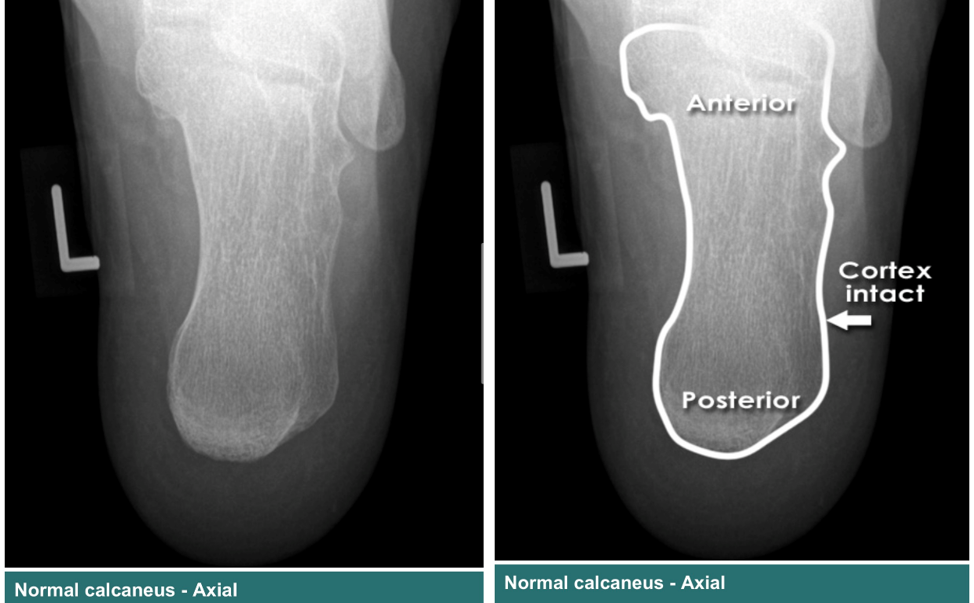 L
Normal calcaneus - Axial
L
Anterior
Cortex
intact
Posterior
Normal calcaneus - Axial